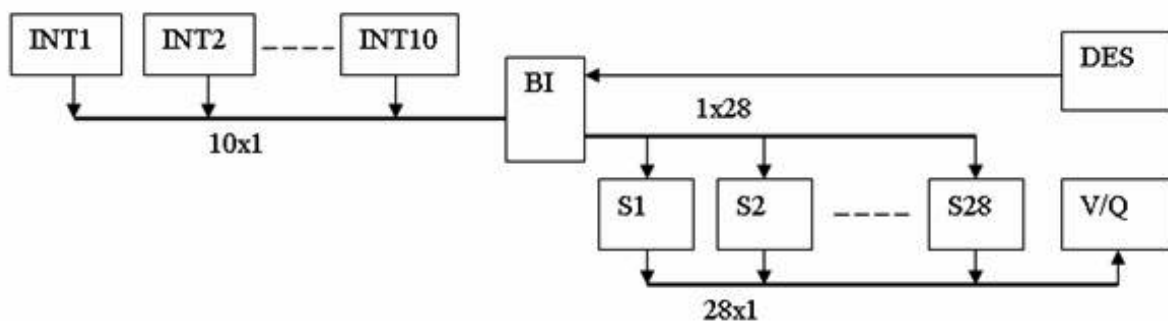 INT1
INT2
INT10
BI
DES
10x1
1x28
S1
S2
S28
V/Q
28x1